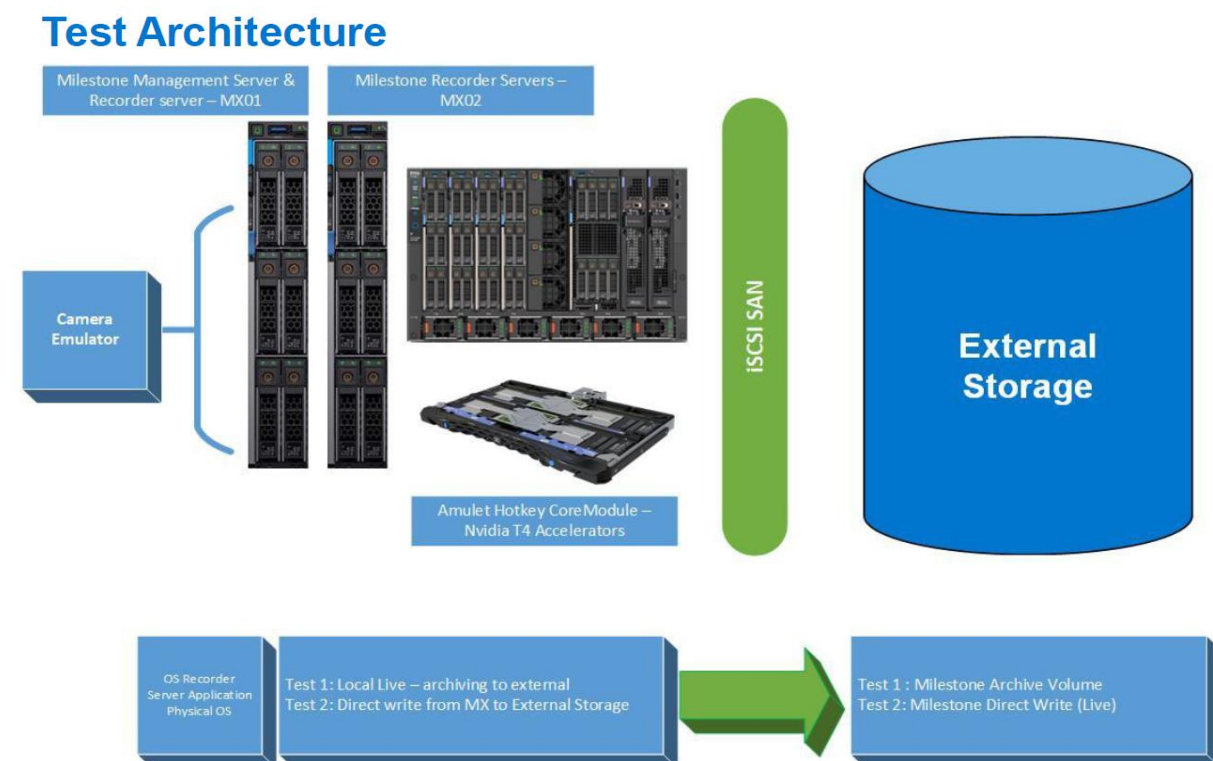 Test Architecture
Milestone Management Server &
Recorder server – MX01
Milestone Recorder Servers –
MX02
Camera
Emulator
iSCSI SAN
External
Storage
Amulet Hotkey CoreModule –
Nvidia T4 Accelerators
OS Recorder
Server Application
Physical OS
Test 1: Local Live – archiving to external
Test 2: Direct write from MX to External Storage
Test 1 : Milestone Archive Volume
Test 2: Milestone Direct Write (Live)